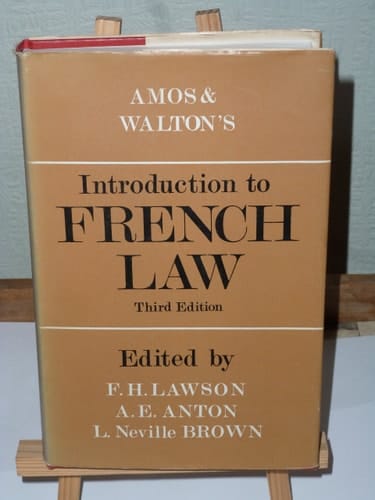 AMOS &
WALTON'S
Introduction to
FRENCH
LAW
Third Edition
Edited by
F. H. LAWSON
A. E. ANTON
L. Neville BROWN